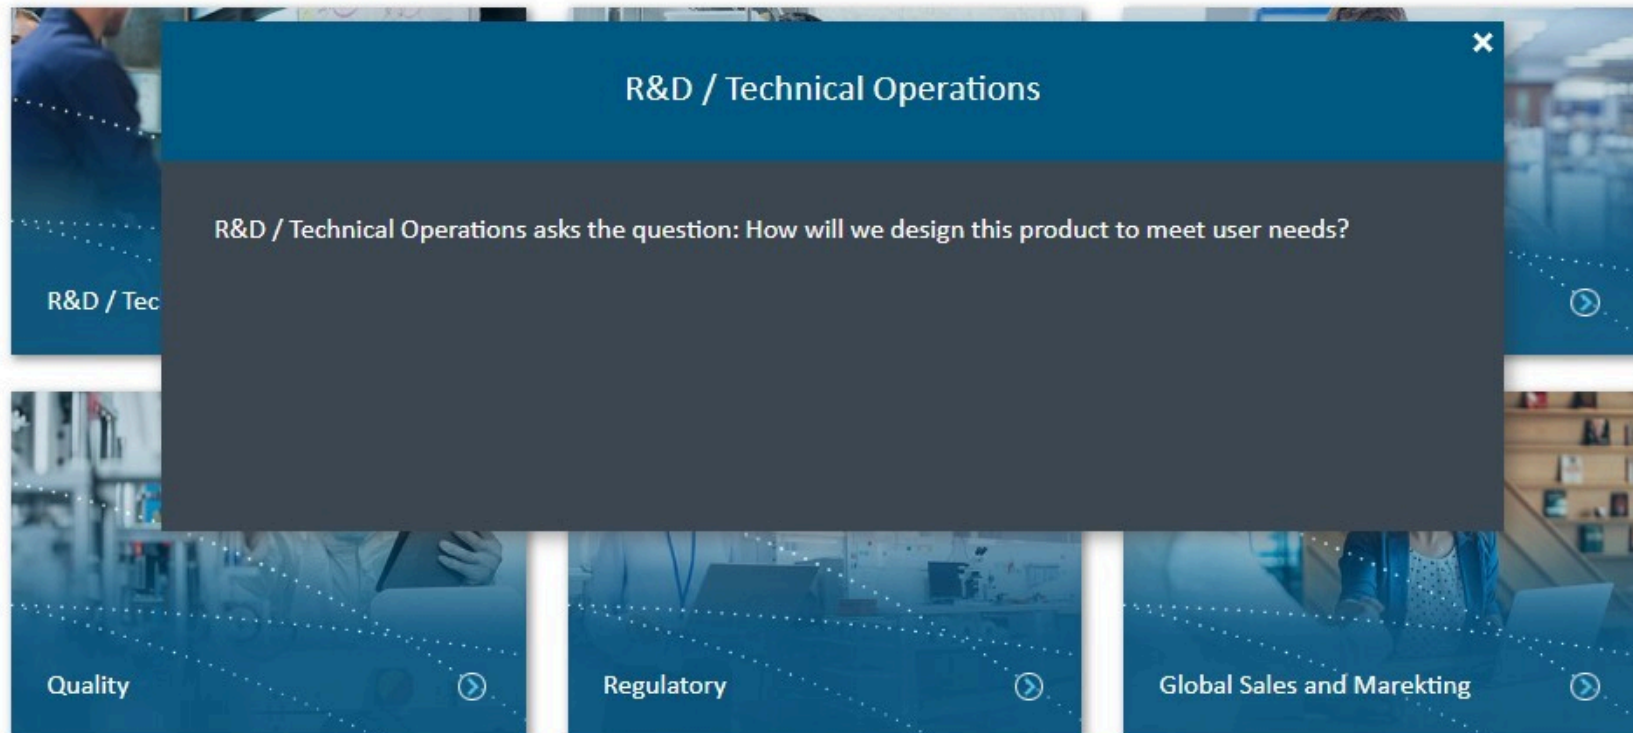 R&D / Technical Operations
R&D / Technical Operations asks the question: How will we design this product to meet user needs?
R&D / Tec
Quality
Regulatory
Global Sales and Marekting